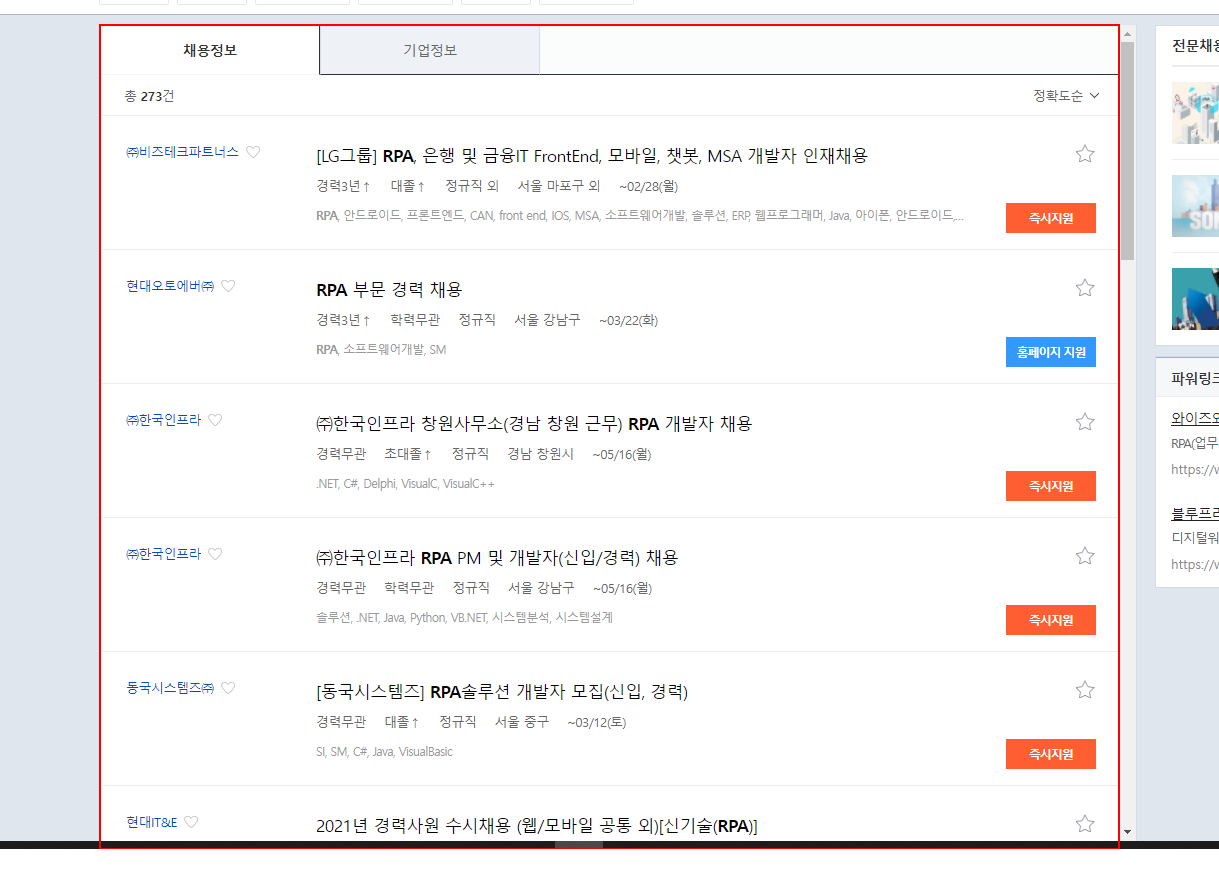 채용정보
기업정보
총 273건
정확도순
㈜비즈테크파트너스
[LG그룹] RPA, 은행 및 금융IT FrontEnd, 모바일, 챗봇, MSA 개발자 인재채용
경력3년↑ 대졸↑ 정규직 외 서울 마포구 외 ~02/28(월)
RPA, 안드로이드, 프론트엔드, CAN, front end, IOS, MSA, 소프트웨어개발, 솔루션, ERP, 웹프로그래머, Java, 아이폰, 안드로이드,...
즉시지원
현대오토에버㈜
RPA 부문 경력 채용
경력3년↑ 학력무관 정규직 서울 강남구 ~03/22(화)
RPA, 소프트웨어개발, SM
홈페이지 지원
㈜한국인프라
㈜한국인프라 창원사무소(경남 창원 근무) RPA 개발자 채용
경력무관 초대졸↑ 정규직 경남 창원시 ~05/16(월)
.NET, C#, Delphi, VisualC, VisualC++
즉시지원
㈜한국인프라
㈜한국인프라 RPA PM 및 개발자(신입/경력) 채용
경력무관 학력무관 정규직 서울 강남구 ~05/16(월)
솔루션, .NET, Java, Python, VB.NET, 시스템분석, 시스템설계
즉시지원
동국시스템즈㈜
[동국시스템즈] RPA솔루션 개발자 모집(신입, 경력)
경력무관 대졸↑ 정규직 서울 중구 ~03/12(토)
SI, SM, C#, Java, VisualBasic
즉시지원
현대IT&E
2021년 경력사원 수시채용 (웹/모바일 공통 외)[신기술(RPA)]
전문채용
파워링크
와이즈와
RPA(업무
https://w
블루프라
디지털워
https://w